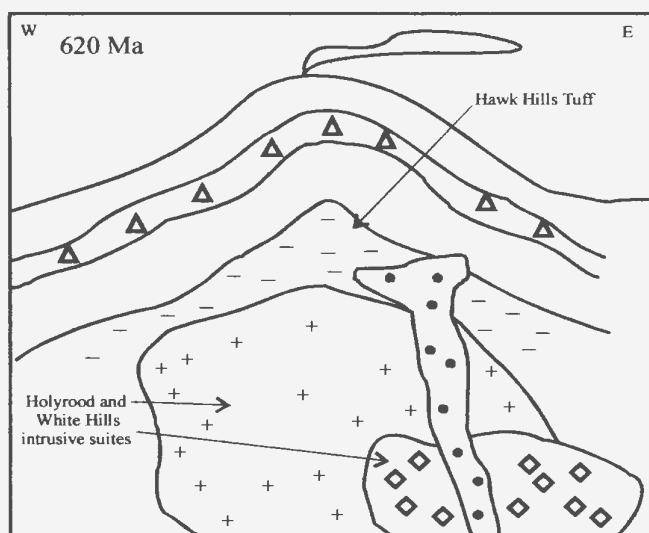 W
E
620 Ma
Hawk Hills Tuff
Holyrood and
White Hills
intrusive suites